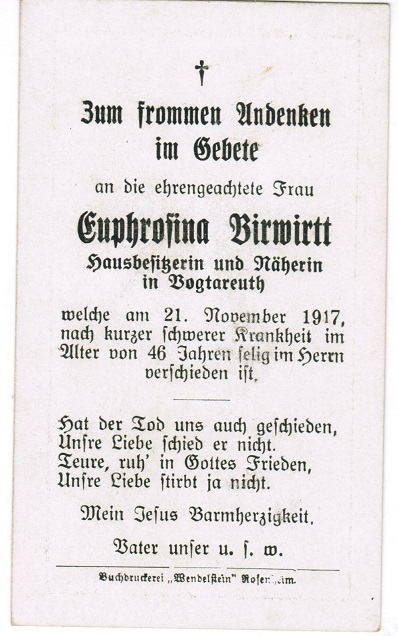 Zum frommen Andenken
im Gebete
an die ehrengeachtete Frau
Euphrosina Birwirtt
Hausbesitzerin und Näherin
in Vogtareuth
welche am 21. November 1917,
nach kurzer schwerer Krankheit im
Alter von 46 Jahren selig im Herrn
verschieden ist.
Hat der Tod uns auch geschieden,
Unsre Liebe schied er nicht.
Teure, ruh' in Gottes Frieden,
Unsre Liebe stirbt ja nicht.
Mein Jesus Barmherzigkeit.
Vater unser u. s. w.
Buchdruckerei „Wendelstein" Rosenheim.